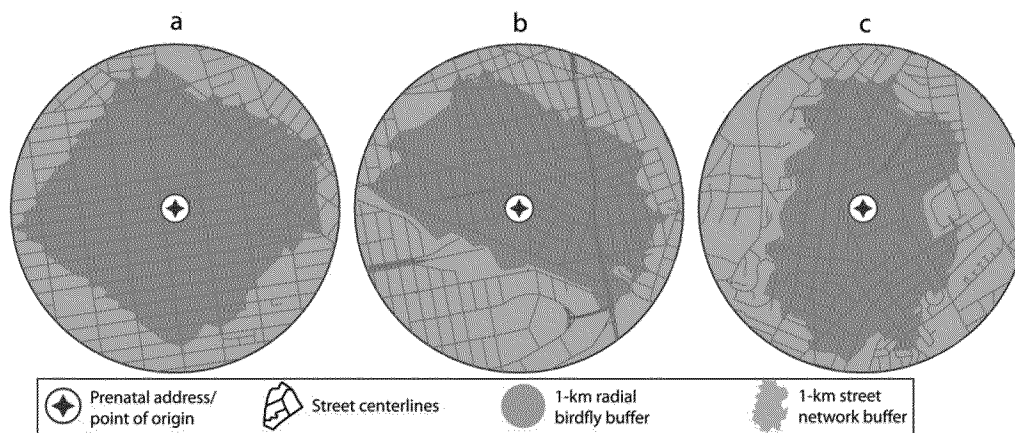 a
b
c
Prenatal address/
point of origin
Street centerlines
1-km radial
birdfly buffer
1-km street
network buffer